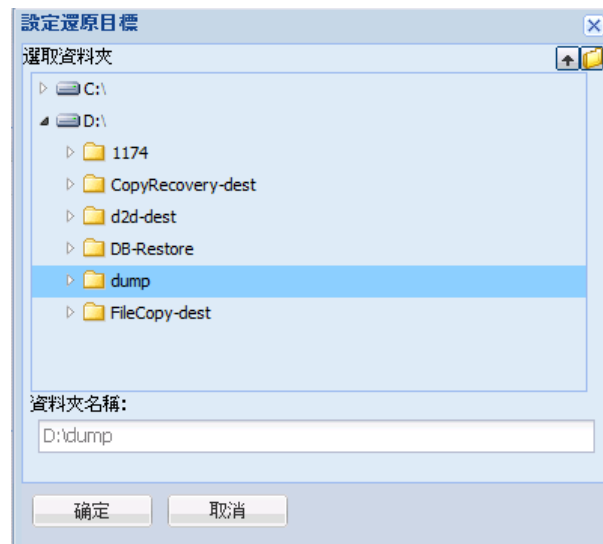 設定還原目標
選取資料夾
C:\
D:\
1174
CopyRecovery-dest
d2d-dest
DB-Restore
dump
FileCopy-dest
資料夾名稱:
D:\dump
确定
取消